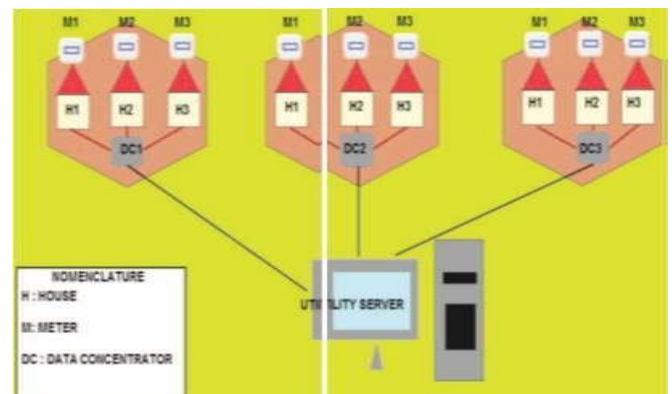 M1 M2 M3 M1 M2 M3 M1 M2 M3
H1 H2 H3 H1 H2 H3 H1 H2 H3
DC1 DC2 DC3
NOMENCLATURE
H : HOUSE
M: METER
DC : DATA CONCENTRATOR
UTILITY SERVER